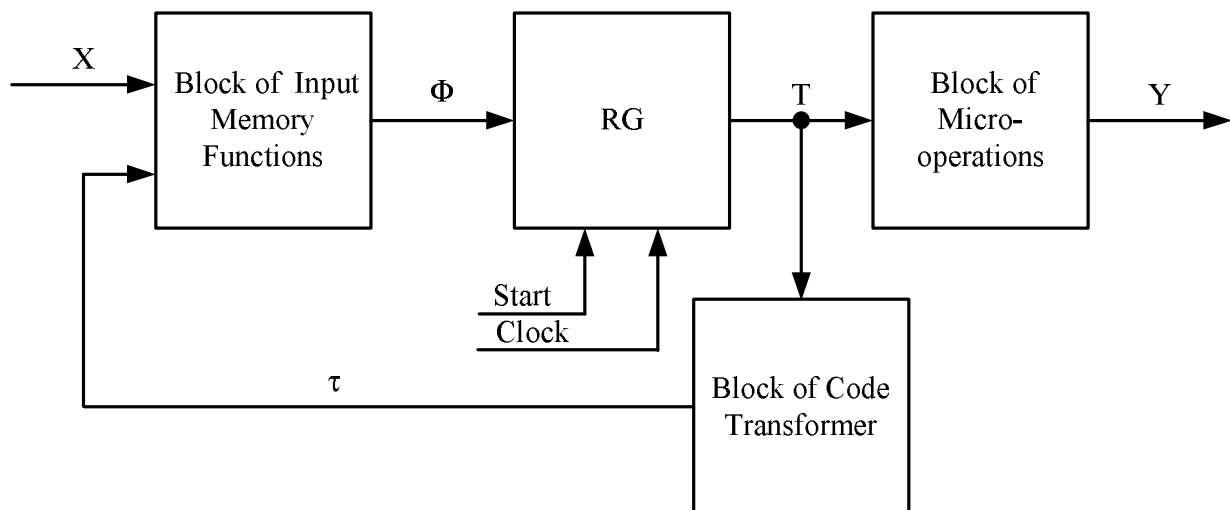 X
Block of Input
Memory
Functions
Φ
RG
T
Block of
Micro-
operations
Y
Start
Clock
τ
Block of Code
Transformer